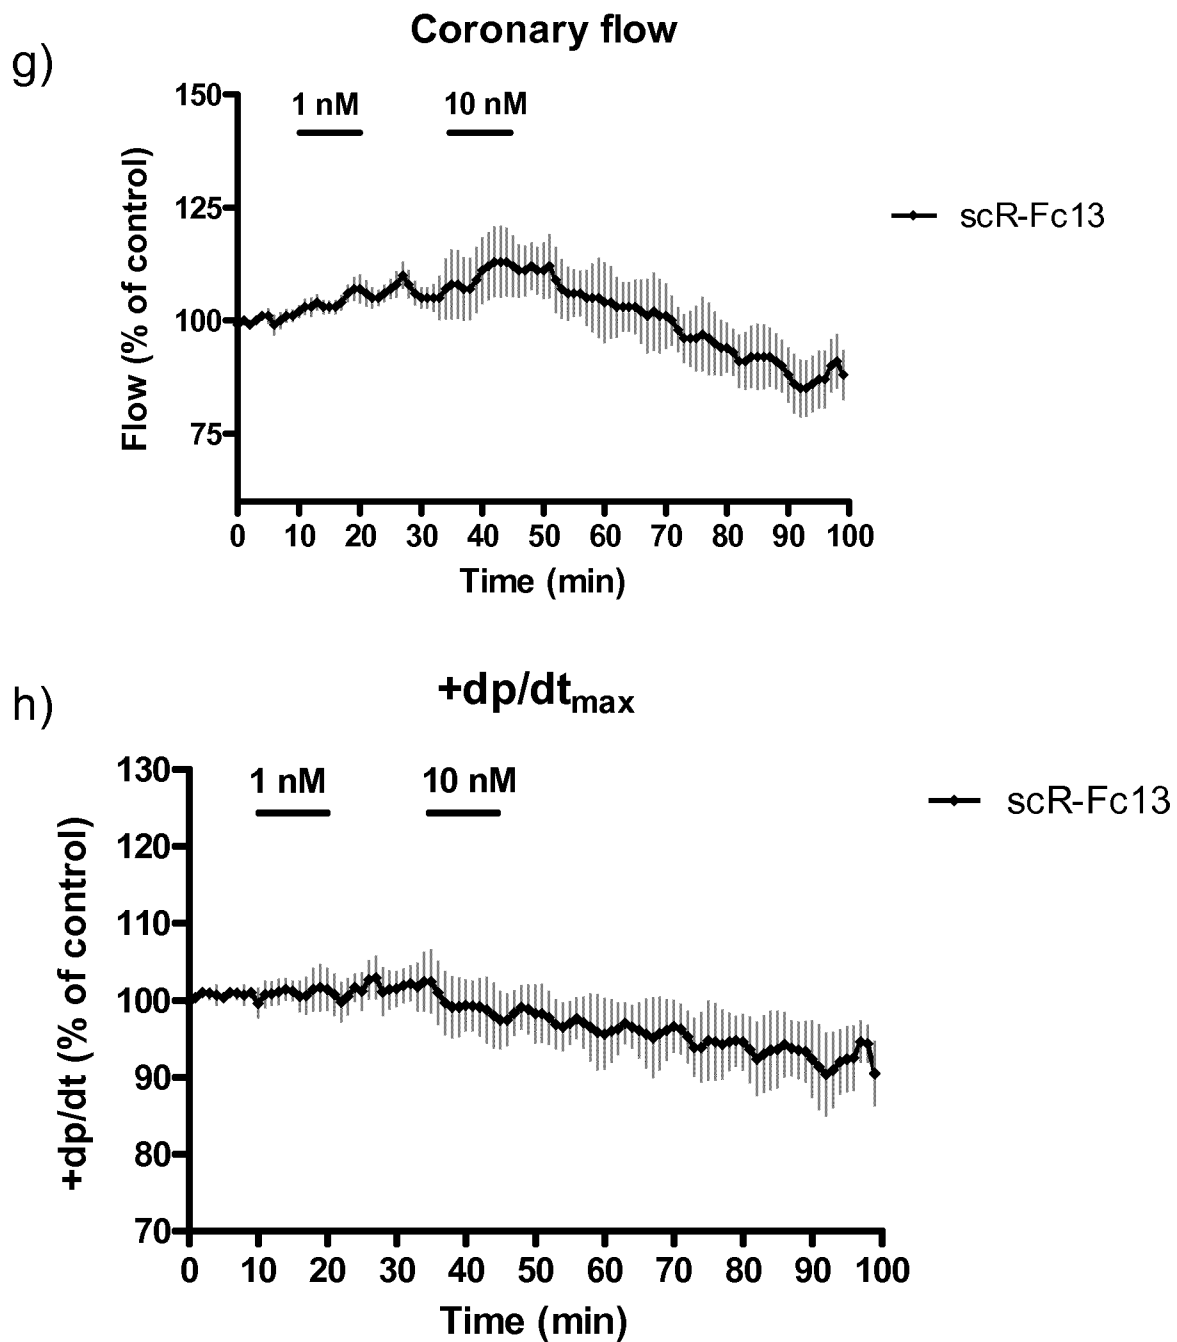 Coronary flow
g)
150
1 nM
10 nM
125
scR-Fc13
Flow (% of control)
100
75
0 10 20 30 40 50 60 70 80 90 100
Time (min)
+dp/dtmax
h)
130
1 nM
10 nM
scR-Fc13
120
110
+dp/dt (% of control)
100
90
80
70
0 10 20 30 40 50 60 70 80 90 100
Time (min)